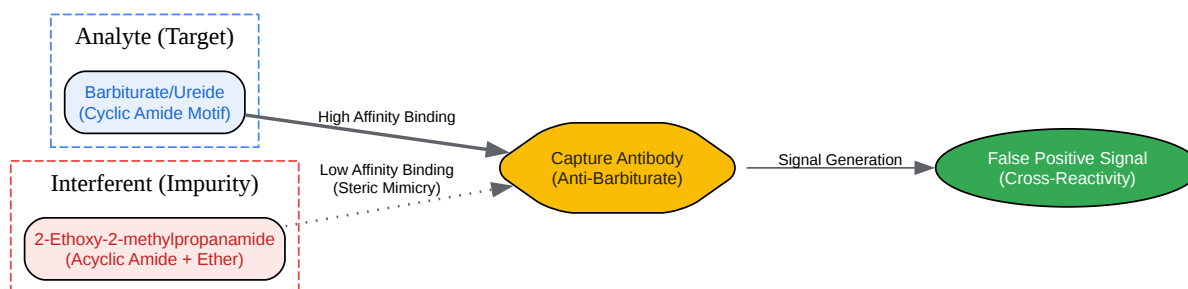 Analyte (Target)
Barbiturate/Ureide
(Cyclic Amide Motif)
High Affinity Binding
Interferent (Impurity)
2-Ethoxy-2-methylpropanamide
(Acyclic Amide + Ether)
Low Affinity Binding
(Steric Mimicry)
Capture Antibody
(Anti-Barbiturate)
Signal Generation
False Positive Signal
(Cross-Reactivity)